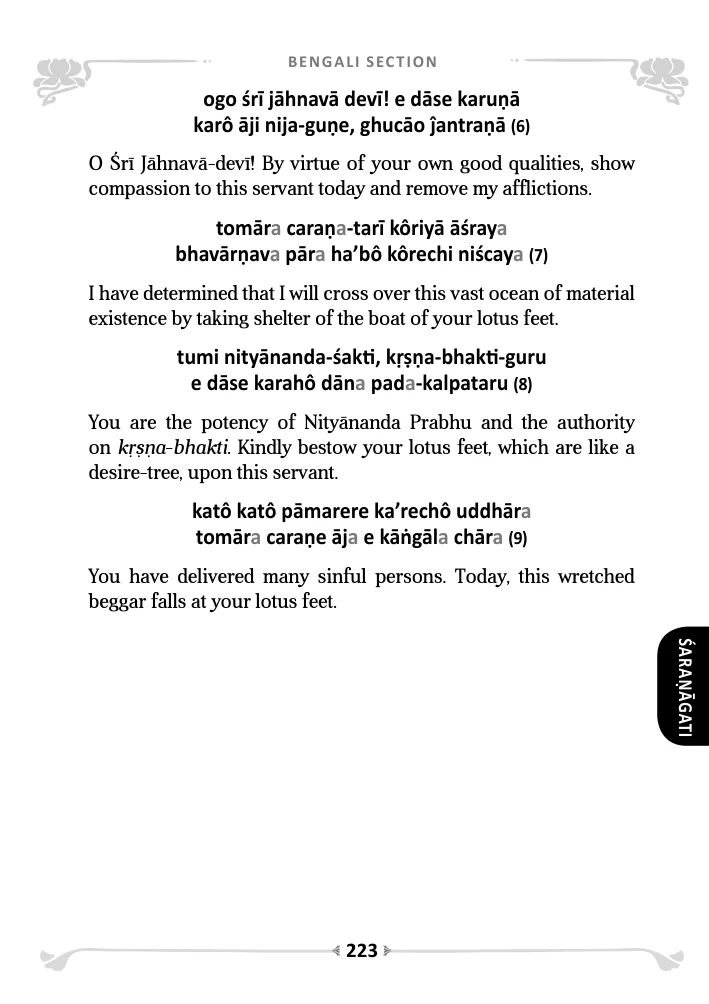 BENGALI SECTION
ogo śrī jāhnavā devī! e dāse karuṇā
karô āji nija-guṇe, ghucāo ĵantraṇā (6)
O Śrī Jāhnavā-devī! By virtue of your own good qualities, show
compassion to this servant today and remove my afflictions.
tomāra caraṇa-tarī kôriyā āśraya
bhavārṇava pāra ha’bô kôrechi niścaya (7)
I have determined that I will cross over this vast ocean of material
existence by taking shelter of the boat of your lotus feet.
tumi nityānanda-śakti, kṛṣṇa-bhakti-guru
e dāse karahô dāna pada-kalpataru (8)
You are the potency of Nityānanda Prabhu and the authority
on kṛṣṇa-bhakti. Kindly bestow your lotus feet, which are like a
desire-tree, upon this servant.
katô katô pāmarere ka’rechô uddhāra
tomāra caraṇe āja e kāṅgāla chāra (9)
You have delivered many sinful persons. Today, this wretched
beggar falls at your lotus feet.
ŚARAṆĀGATI
223